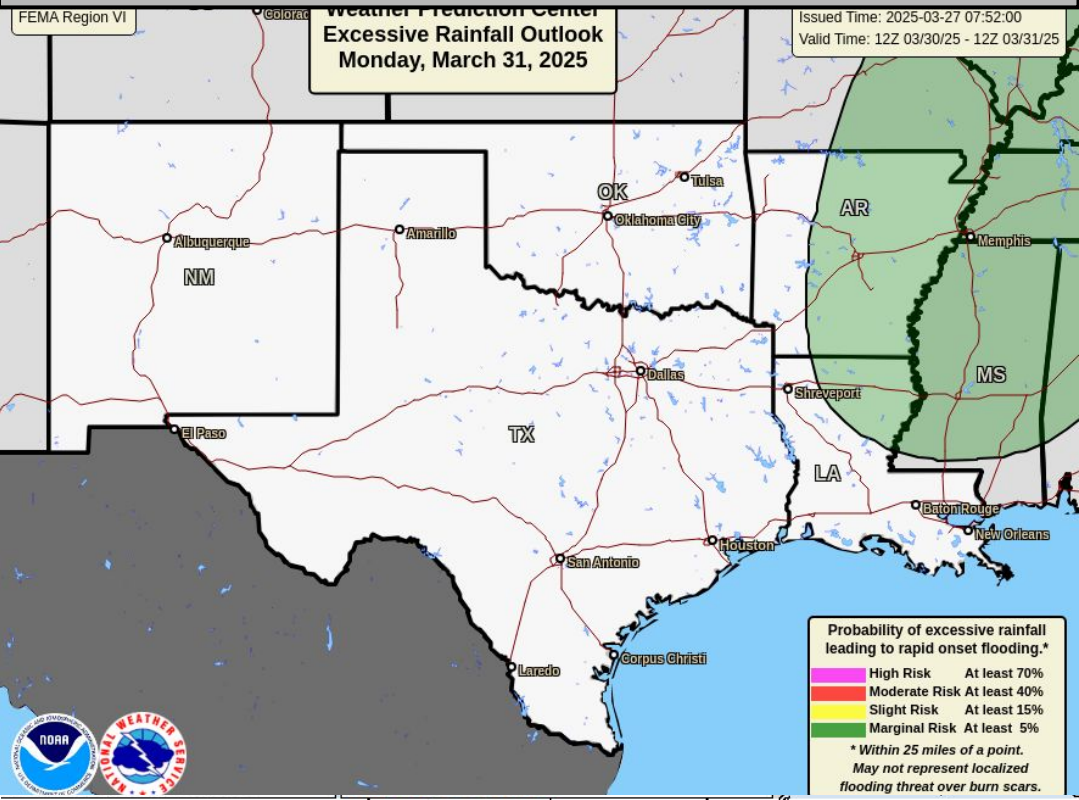 FEMA Region VI
Colorad
Weather Prediction Center
Excessive Rainfall Outlook
Monday, March 31, 2025
Issued Time: 2025-03-27 07:52:00
Valid Time: 12Z 03/30/25 - 12Z 03/31/25
Tulsa
OK
AR
Oklahoma City
Amarillo
Albuquerque
Memphis
NM
Dallas
MS
Shreveport
El Paso
TX
LA
Baton Rouge
New Orleans
Houston
San Antonio
Corpus Christi
Laredo
Probability of excessive rainfall
leading to rapid onset flooding.*
High Risk At least 70%
Moderate Risk At least 40%
Slight Risk At least 15%
Marginal Risk At least 5%
* Within 25 miles of a point.
May not represent localized
flooding threat over burn scars.
NOAA
NATIONAL WEATHER SERVICE